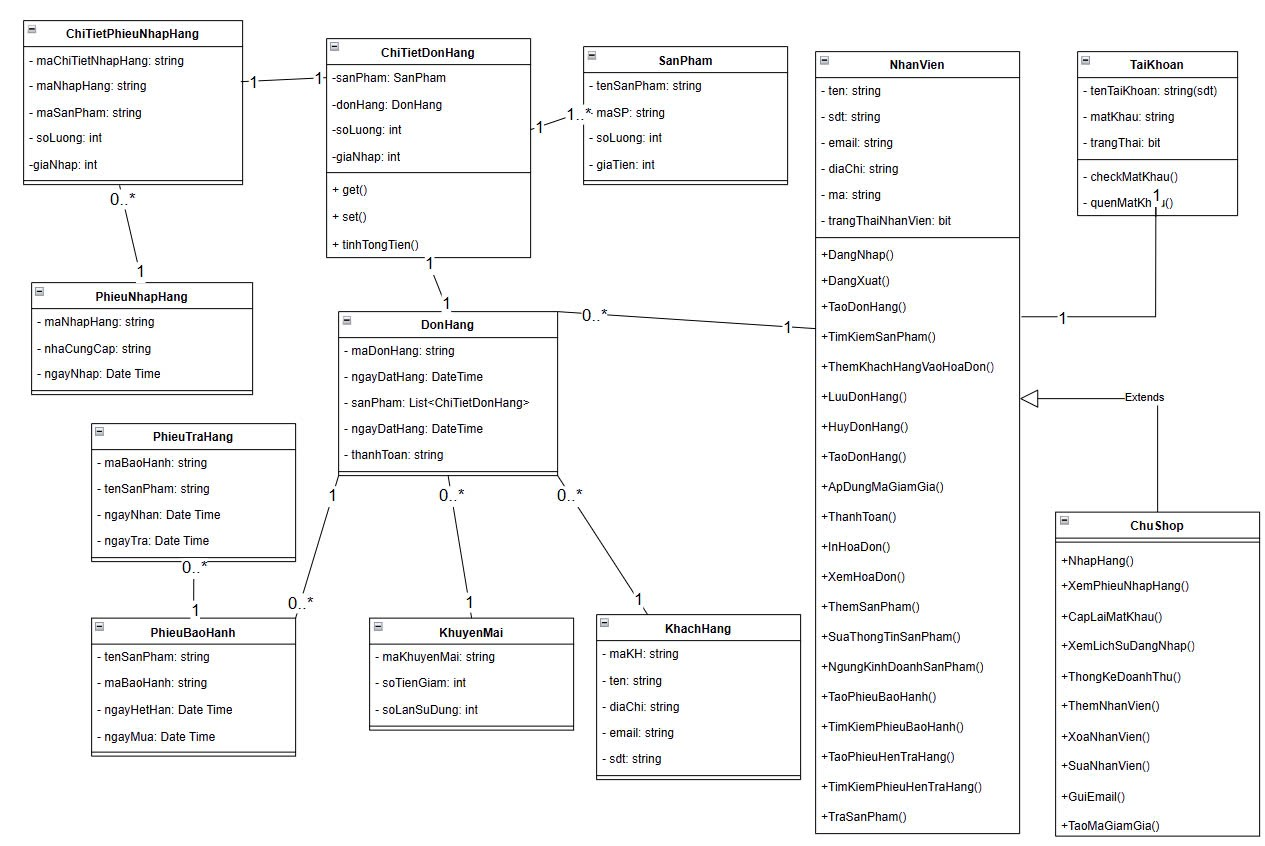 ChiTietPhieuNhapHang
- maChiTietNhapHang: string
- maNhapHang: string
- maSanPham: string
- soLuong: int
-giaNhap: int
1
1
ChiTietDonHang
-sanPham: SanPham
-donHang: DonHang
-soLuong: int
-giaNhap: int
+ get()
+ set()
+ tinhTongTien()
1
1..*
SanPham
- tenSanPham: string
- maSP: string
- soLuong: int
- giaTien: int
NhanVien
- ten: string
- sdt: string
- email: string
- diaChi: string
- ma: string
- trangThaiNhanVien: bit
+DangNhap()
+DangXuat()
+TaoDonHang()
+TimKiemSanPham()
+ThemKhachHangVaoHoaDon()
+LuuDonHang()
+HuyDonHang()
+TaoDonHang()
+ApDungMaGiamGia()
+ThanhToan()
+InHoaDon()
+XemHoaDon()
+ThemSanPham()
+SuaThongTinSanPham()
+NgungKinhDoanhSanPham()
+TaoPhieuBaoHanh()
+TimKiemPhieuBaoHanh()
+TaoPhieuHenTraHang()
+TimKiemPhieuHenTraHang()
+TraSanPham()
TaiKhoan
- tenTaiKhoan: string(sdt)
- matKhau: string
- trangThai: bit
- checkMatKhau()
1
1
Extends
ChuShop
+NhapHang()
+XemPhieuNhapHang()
+CapLaiMatKhau()
+XemLichSuDangNhap()
+ThongKeDoanhThu()
+ThemNhanVien()
+XoaNhanVien()
+SuaNhanVien()
+GuiEmail()
+TaoMaGiamGia()
0..*
1
PhieuNhapHang
- maNhapHang: string
- nhaCungCap: string
- ngayNhap: Date Time
1
1
0..*
1
DonHang
- maDonHang: string
- ngayDatHang: DateTime
- sanPham: List<ChiTietDonHang>
- ngayDatHang: DateTime
- thanhToan: string
PhieuTraHang
- maBaoHanh: string
- tenSanPham: string
- ngayNhan: Date Time
- ngayTra: Date Time
0..*
1
1
0..*
0..*
1
0..*
1
PhieuBaoHanh
- tenSanPham: string
- maBaoHanh: string
- ngayHetHan: Date Time
- ngayMua: Date Time
KhuyenMai
- maKhuyenMai: string
- soTienGiam: int
- soLanSuDung: int
KhachHang
- maKH: string
- ten: string
- diaChi: string
- email: string
- sdt: string